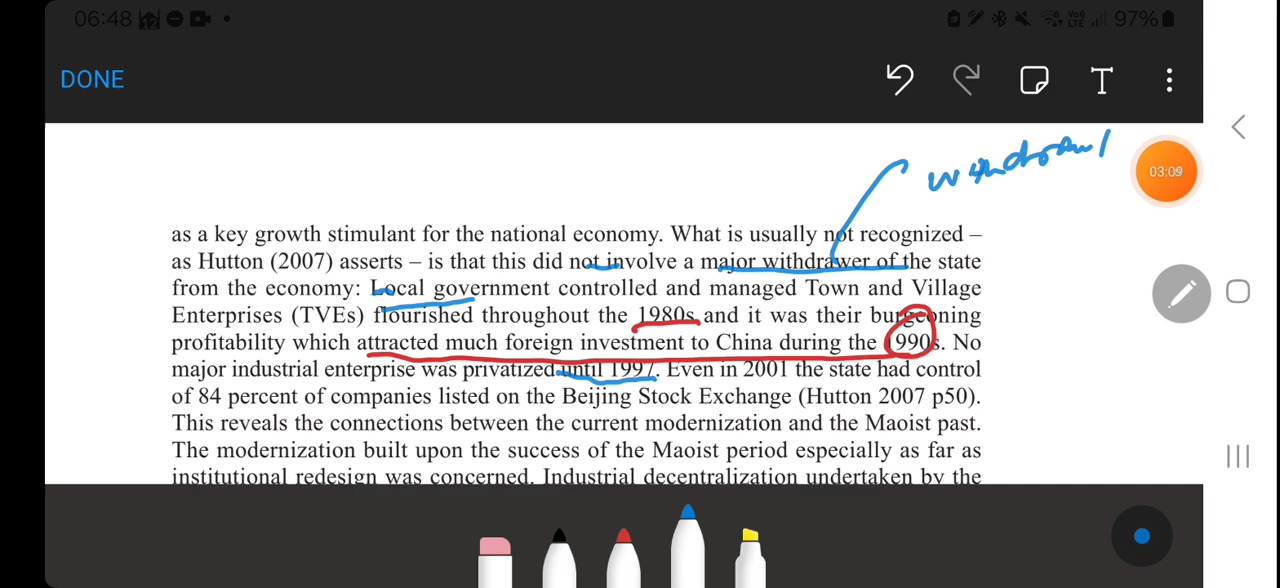 06:48 12 Vo) LTE 97%
DONE T
withdrawl
03:09
as a key growth stimulant for the national economy. What is usually not recognized –
as Hutton (2007) asserts – is that this did not involve a major withdrawer of the state
from the economy: Local government controlled and managed Town and Village
Enterprises (TVEs) flourished throughout the 1980s and it was their burgeoning
profitability which attracted much foreign investment to China during the 1990s. No
major industrial enterprise was privatized until 1997. Even in 2001 the state had control
of 84 percent of companies listed on the Beijing Stock Exchange (Hutton 2007 p50).
This reveals the connections between the current modernization and the Maoist past.
The modernization built upon the success of the Maoist period especially as far as
institutional redesign was concerned. Industrial decentralization undertaken by the